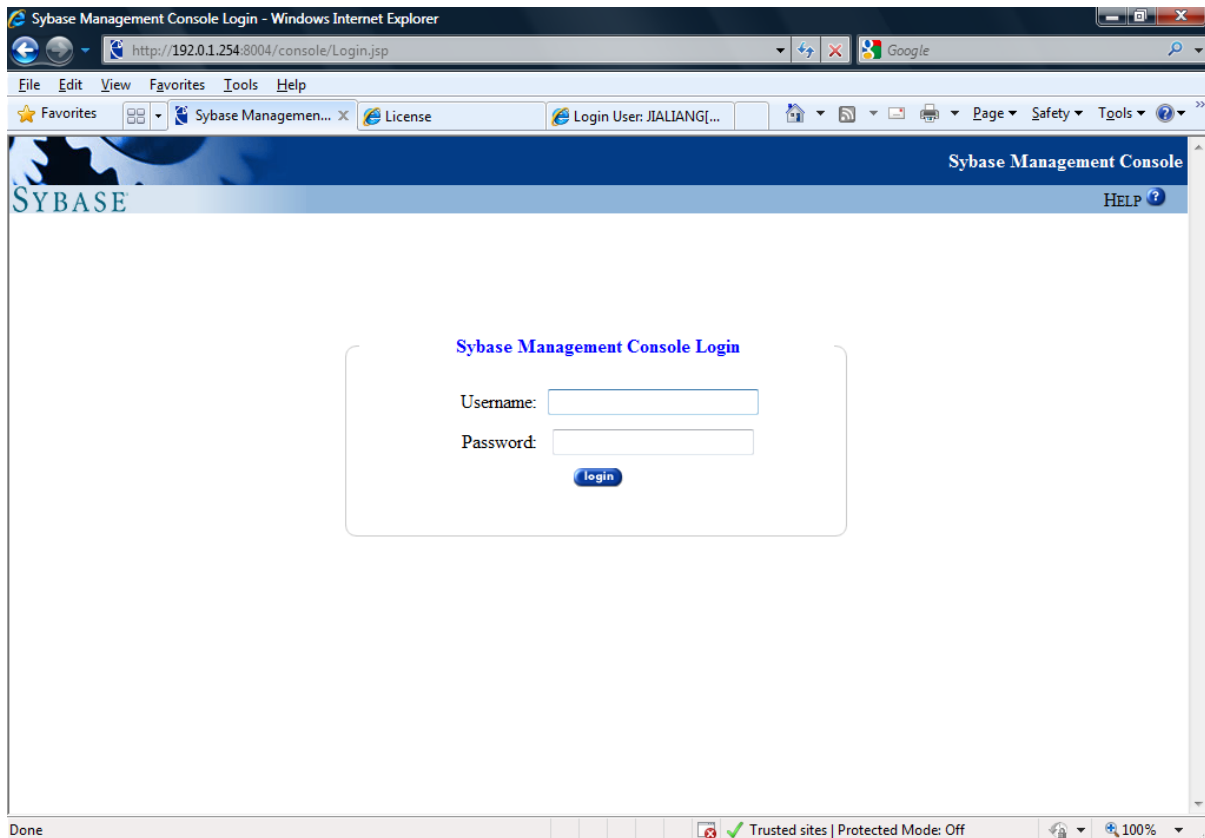 Sybase Management Console Login - Windows Internet Explorer
http://192.0.1.254:8004/console/Login.jsp
Google
File Edit View Favorites Tools Help
Favorites
Sybase Managemen...
License
Login User: JIALIANG[...
Page Safety Tools
Sybase Management Console
SYBASE
HELP
Sybase Management Console Login
Username:
Password:
login
Done
Trusted sites | Protected Mode: Off
100%